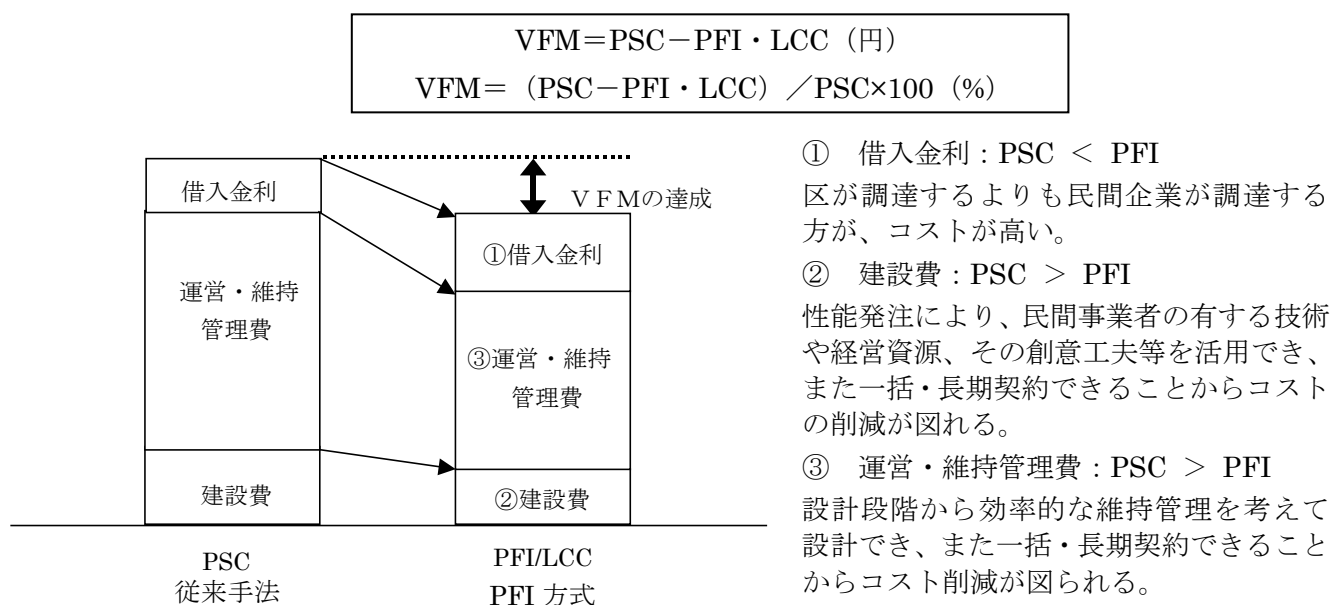 VFM＝PSC－PFI・LCC（円）
VFM＝（PSC－PFI・LCC）／PSC×100（%）
借入金利
運営・維持
管理費
建設費
ＶＦＭの達成
①借入金利
③運営・維持
管理費
②建設費
PSC
従来手法
PFI/LCC
PFI 方式
①　借入金利：PSC ＜ PFI
区が調達するよりも民間企業が調達する
方が、コストが高い。
②　建設費：PSC ＞ PFI
性能発注により、民間事業者の有する技術
や経営資源、その創意工夫等を活用でき、
また一括・長期契約できることからコスト
の削減が図れる。
③　運営・維持管理費：PSC ＞ PFI
設計段階から効率的な維持管理を考えて
設計でき、また一括・長期契約できること
からコスト削減が図られる。